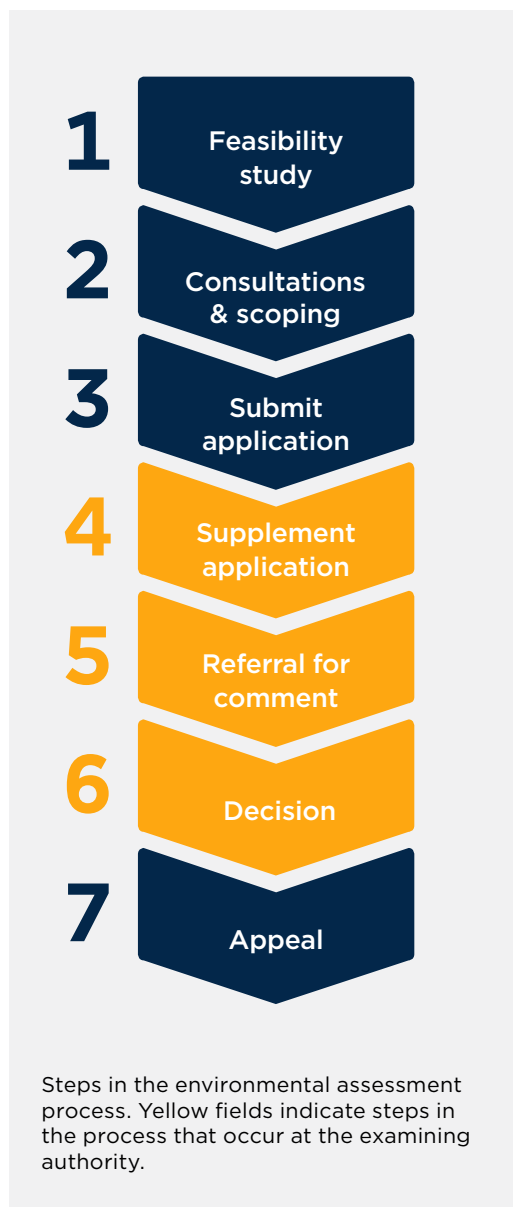 1
Feasibility
study
2
Consultations
& scoping
3
Submit
application
4
Supplement
application
5
Referral for
comment
6
Decision
7
Appeal
Steps in the environmental assessment
process. Yellow fields indicate steps in
the process that occur at the examining
authority.